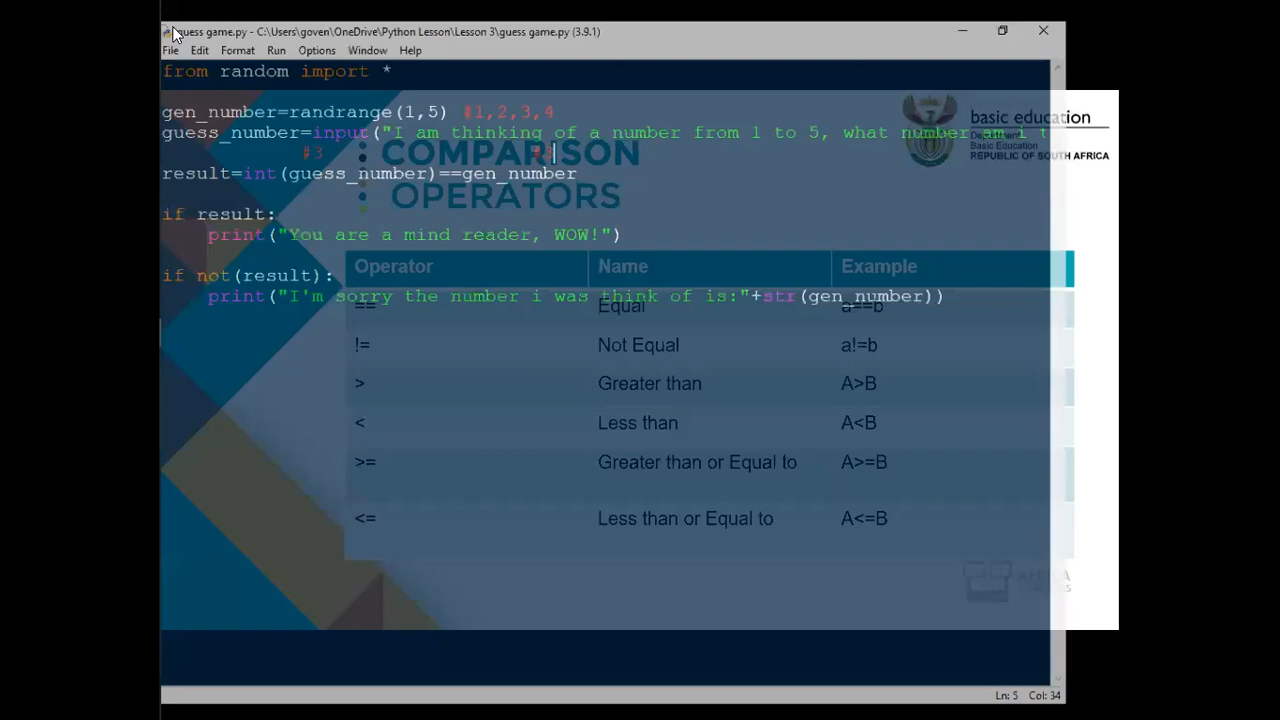 guess game.py - C:\Users\goven\OneDrive\Python Lesson\Lesson 3\guess game.py (3.9.1)
File Edit Format Run Options Window Help
from random import *
gen_number=randrange(1,5) #1,2,3,4
guess_number=input("I am thinking of a number from 1 to 5, what number am i t
#3
result=int(guess_number)==gen_number
if result:
print("You are a mind reader, WOW!")
if not(result):
print("I'm sorry the number i was think of is:"+str(gen_number))
Ln: 5 Col: 34
basic education
Department:
Basic Education
REPUBLIC OF SOUTH AFRICA
COMPARISON
OPERATORS
Operator Name Example
== Equal a==b
!= Not Equal a!=b
> Greater than A>B
< Less than A<B
>= Greater than or Equal to A>=B
<= Less than or Equal to A<=B